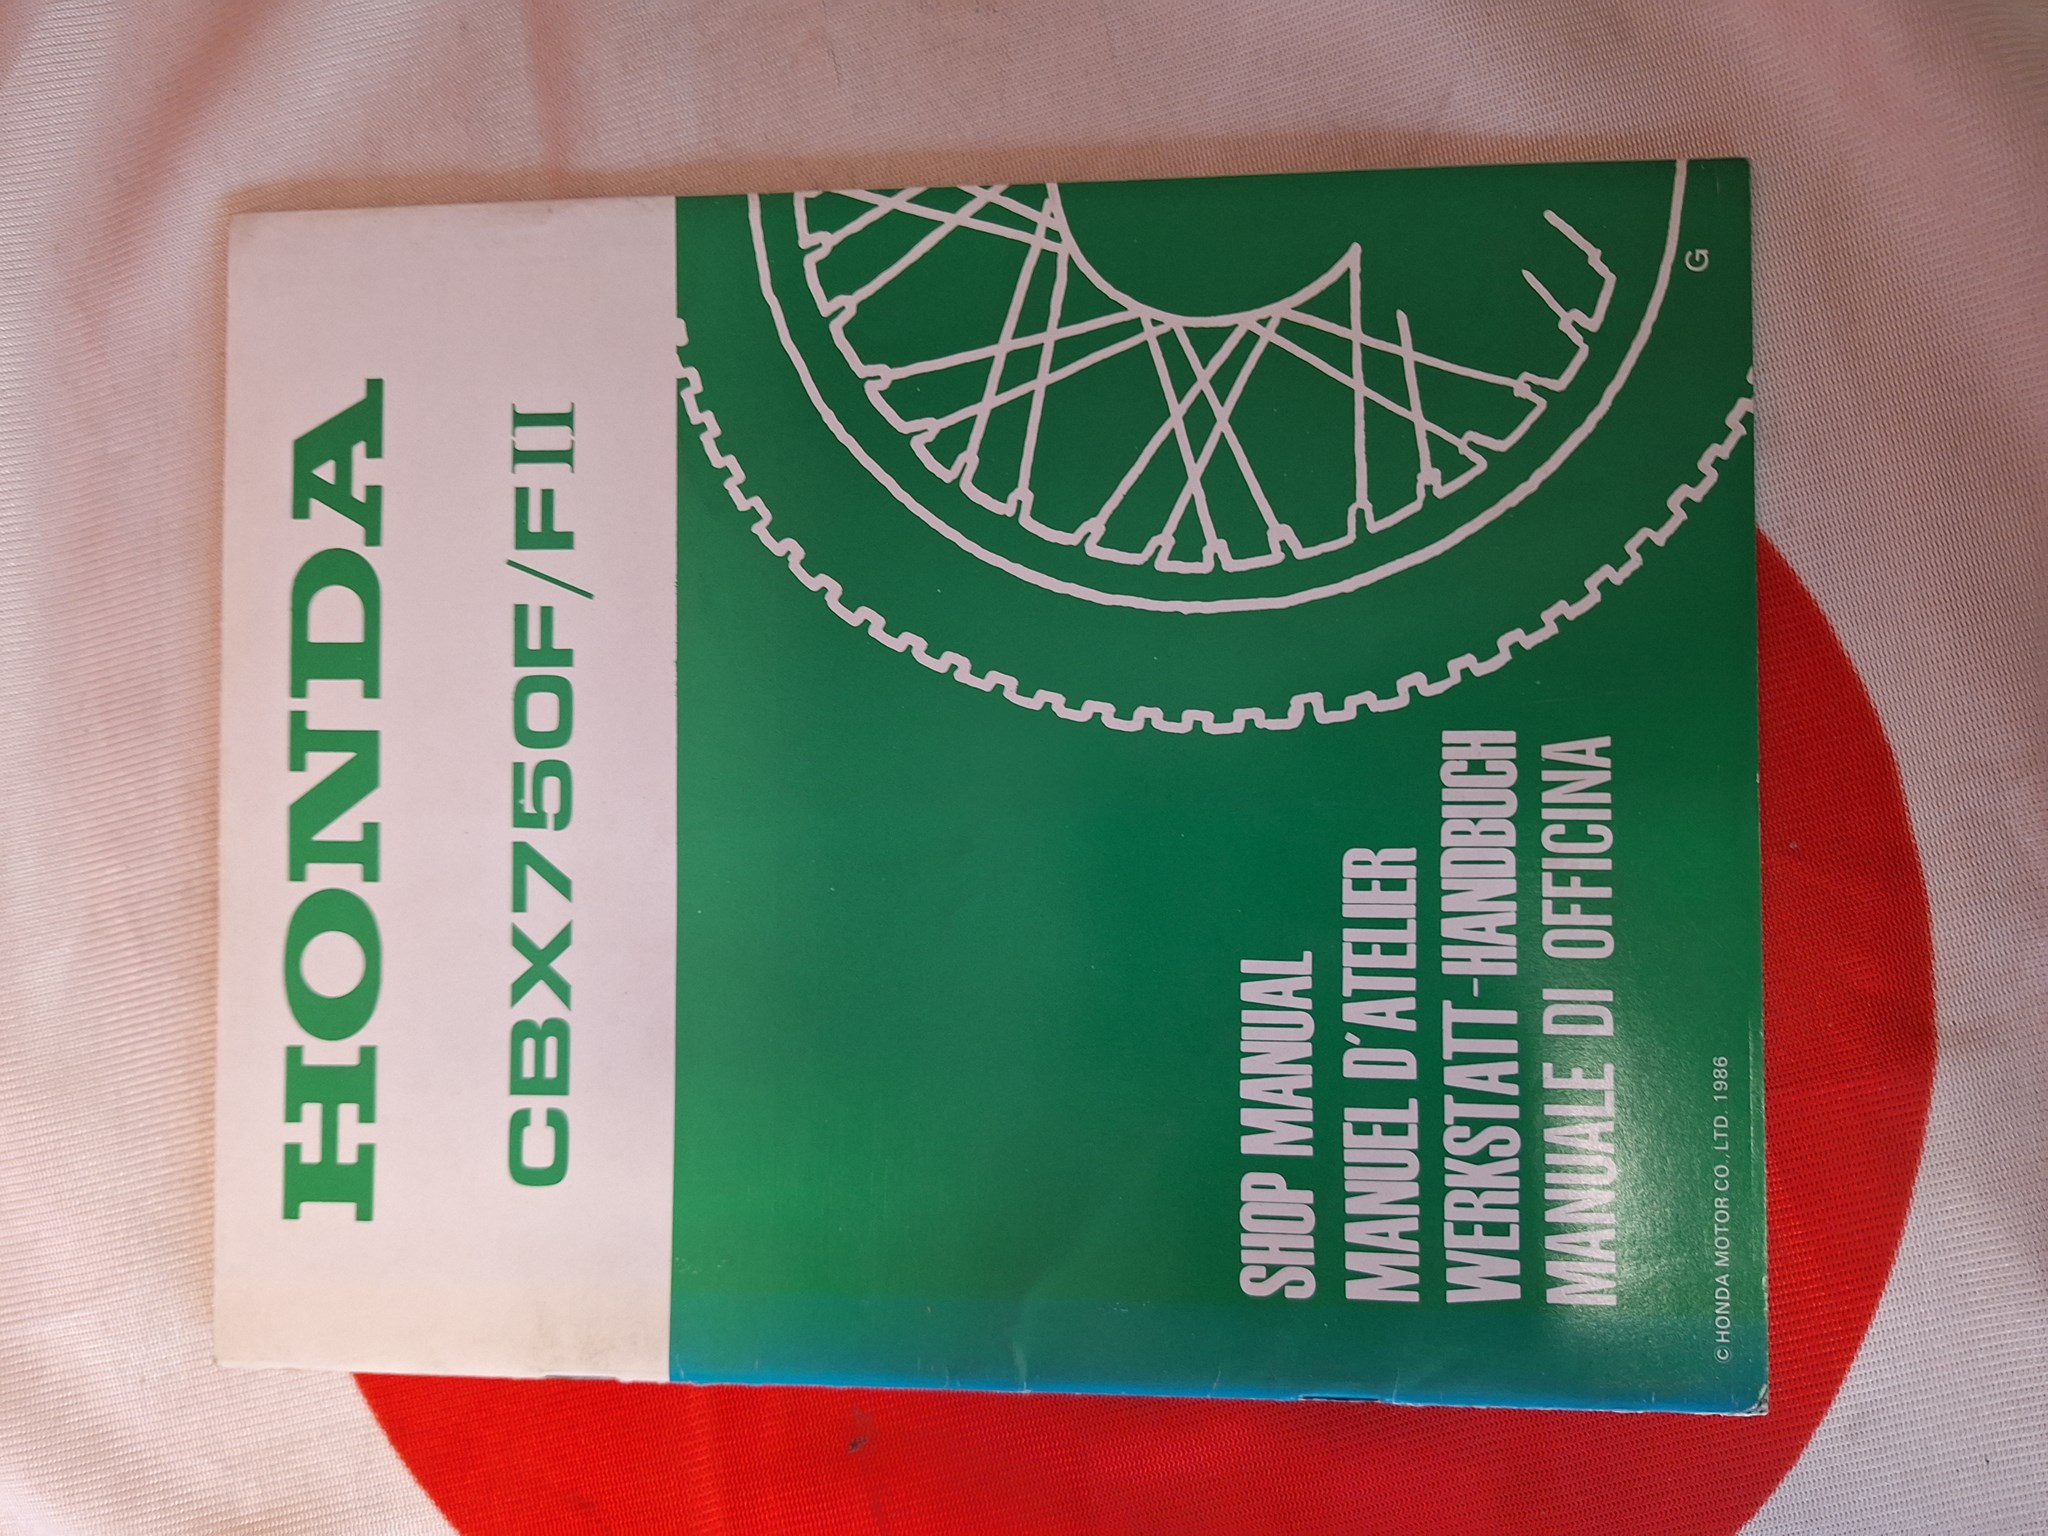 HONDA
CBX750F/FII
SHOP MANUAL
MANUEL D'ATELIER
WERKSTATT-HANDBUCH
MANUALE DI OFFICINA
© HONDA MOTOR CO., LTD. 1986
G